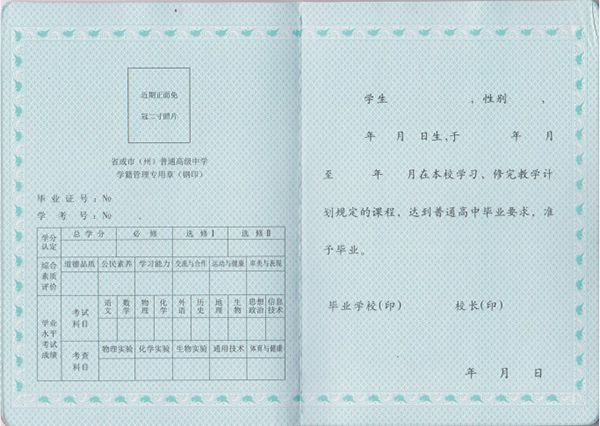 近期正面免
冠二寸照片
省或市（州）普通高级中学
学籍管理专用章（钢印）
毕 业 证 号：No
学 考 号：No
学分认定 总学分 必修 选修Ⅰ 选修Ⅱ
综合素质评价 道德品质 公民素养 学习能力 交流与合作 运动与健康 审美与表现
学业水平考试成绩 考试科目 语文 数学 物理 化学 外语 历史 地理 生物 思想政治 信息技术
考查科目 物理实验 化学实验 生物实验 通用技术 体育与健康
学生 ，性别 ，
年 月 日生,于 年 月
至 年 月在本校学习、修完教学计
划规定的课程，达到普通高中毕业要求，准
予毕业。
毕业学校(印) 校长(印)
年 月 日